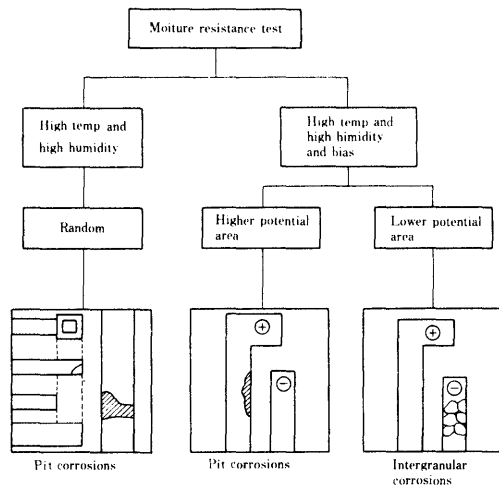 Moiture resistance test
High temp and
high humidity
High temp and
high himidity
and bias
Random
Higher potential
area
Lower potential
area
+
−
+
−
Pit corrosions
Pit corrosions
Intergranular
corrosions